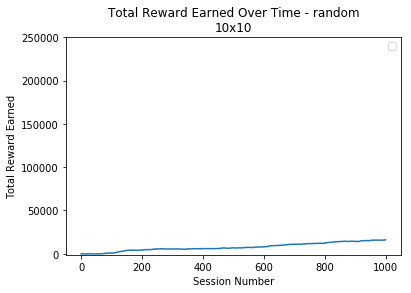 Total Reward Earned Over Time - random
10x10
250000
200000
150000
100000
50000
0
Total Reward Earned
0 200 400 600 800 1000
Session Number